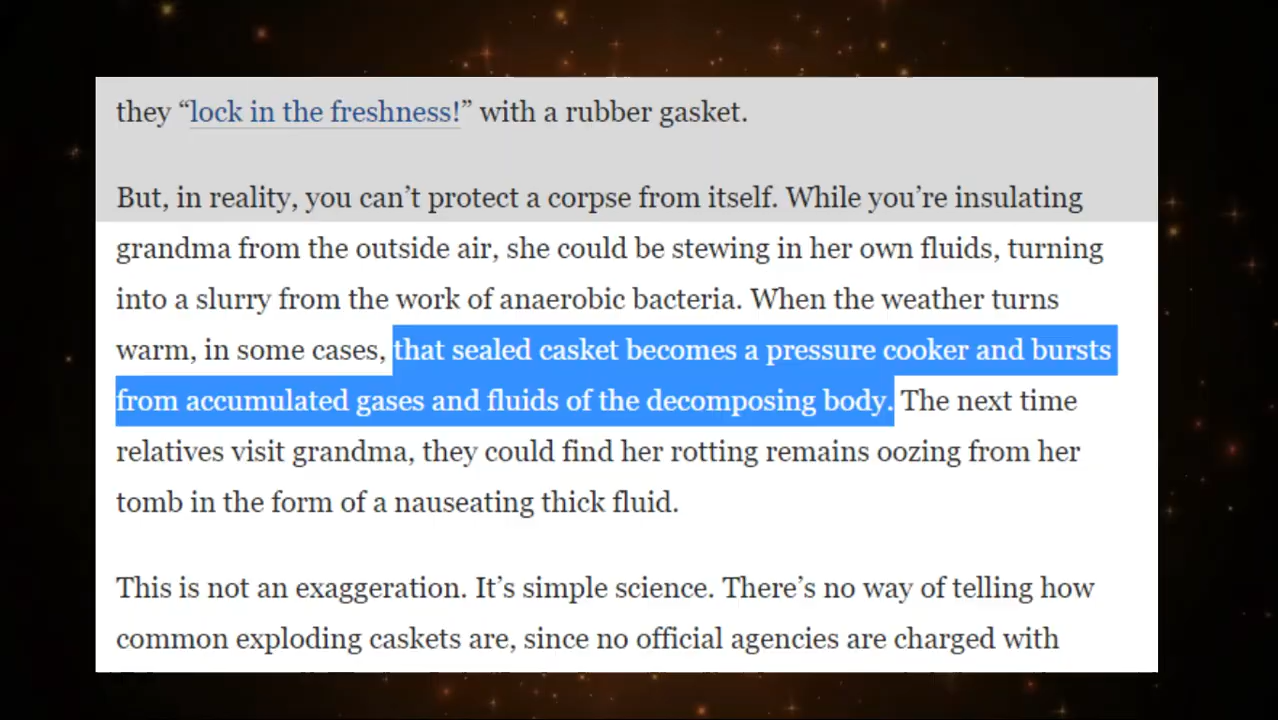 they “lock in the freshness!” with a rubber gasket.
But, in reality, you can’t protect a corpse from itself. While you’re insulating
grandma from the outside air, she could be stewing in her own fluids, turning
into a slurry from the work of anaerobic bacteria. When the weather turns
warm, in some cases, that sealed casket becomes a pressure cooker and bursts
from accumulated gases and fluids of the decomposing body. The next time
relatives visit grandma, they could find her rotting remains oozing from her
tomb in the form of a nauseating thick fluid.
This is not an exaggeration. It’s simple science. There’s no way of telling how
common exploding caskets are, since no official agencies are charged with